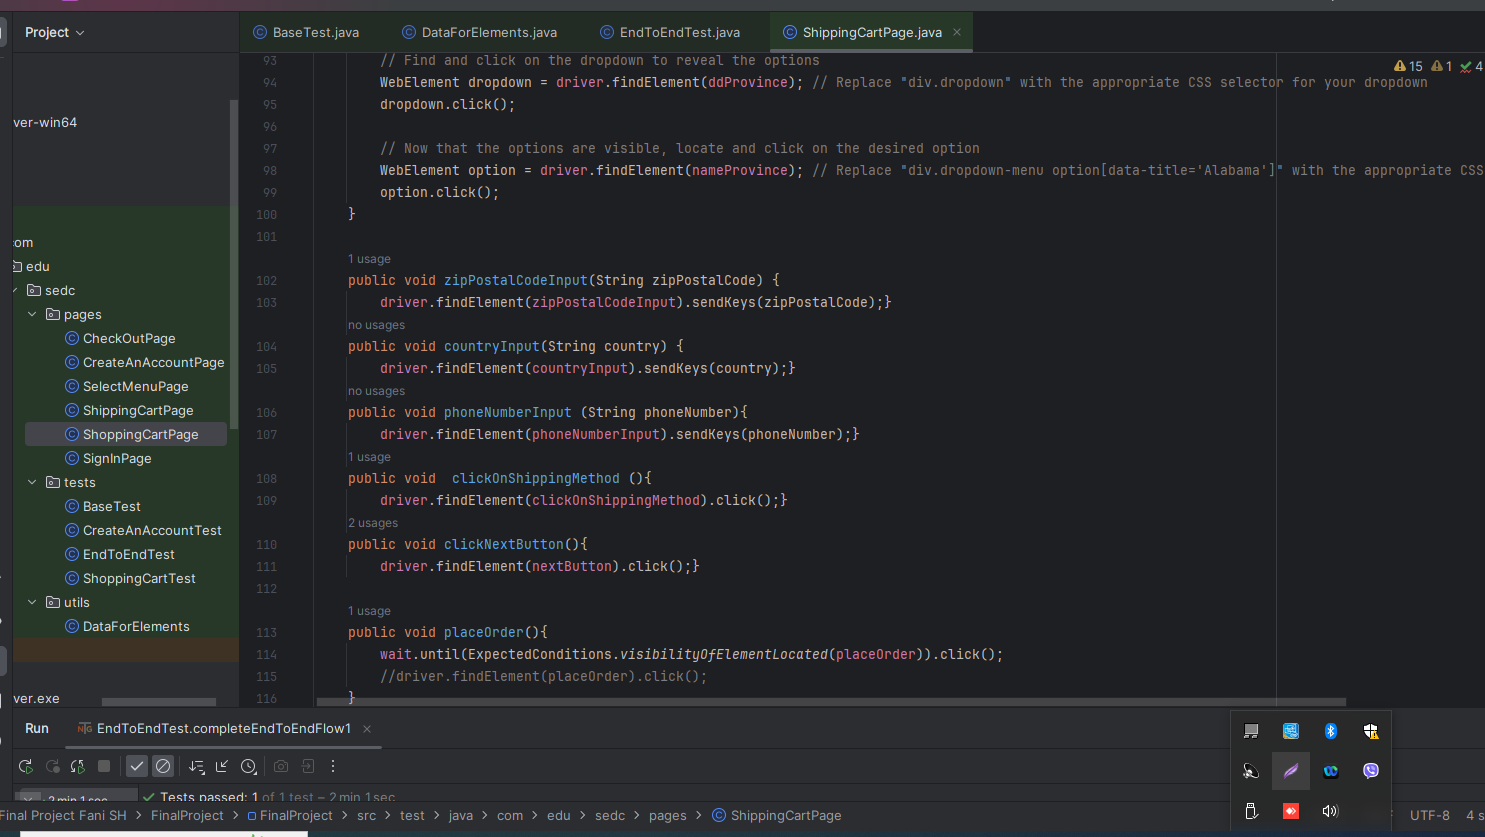 Project
BaseTest.java
DataForElements.java
EndToEndTest.java
ShippingCartPage.java
ver-win64
om
edu
sedc
pages
CheckOutPage
CreateAnAccountPage
SelectMenuPage
ShippingCartPage
ShoppingCartPage
SignInPage
tests
BaseTest
CreateAnAccountTest
EndToEndTest
ShoppingCartTest
utils
DataForElements
ver.exe
15 1 4
93 // Find and click on the dropdown to reveal the options
94 WebElement dropdown = driver.findElement(ddProvince); // Replace "div.dropdown" with the appropriate CSS selector for your dropdown
95 dropdown.click();
96
97 // Now that the options are visible, locate and click on the desired option
98 WebElement option = driver.findElement(nameProvince); // Replace "div.dropdown-menu option[data-title='Alabama']" with the appropriate CSS
99 option.click();
100 }
101
1 usage
102 public void zipPostalCodeInput(String zipPostalCode) {
103 driver.findElement(zipPostalCodeInput).sendKeys(zipPostalCode);}
no usages
104 public void countryInput(String country) {
105 driver.findElement(countryInput).sendKeys(country);}
no usages
106 public void phoneNumberInput (String phoneNumber){
107 driver.findElement(phoneNumberInput).sendKeys(phoneNumber);}
1 usage
108 public void  clickOnShippingMethod (){
109 driver.findElement(clickOnShippingMethod).click();}
2 usages
110 public void clickNextButton(){
111 driver.findElement(nextButton).click();}
112
1 usage
113 public void placeOrder(){
114 wait.until(ExpectedConditions.visibilityOfElementLocated(placeOrder)).click();
115 //driver.findElement(placeOrder).click();
116 }
Run
EndToEndTest.completeEndToEndFlow1
2 min 1 sec
Tests passed: 1 of 1 test – 2 min 1 sec
Final Project Fani SH > FinalProject > FinalProject > src > test > java > com > edu > sedc > pages > ShippingCartPage
UTF-8 4 s